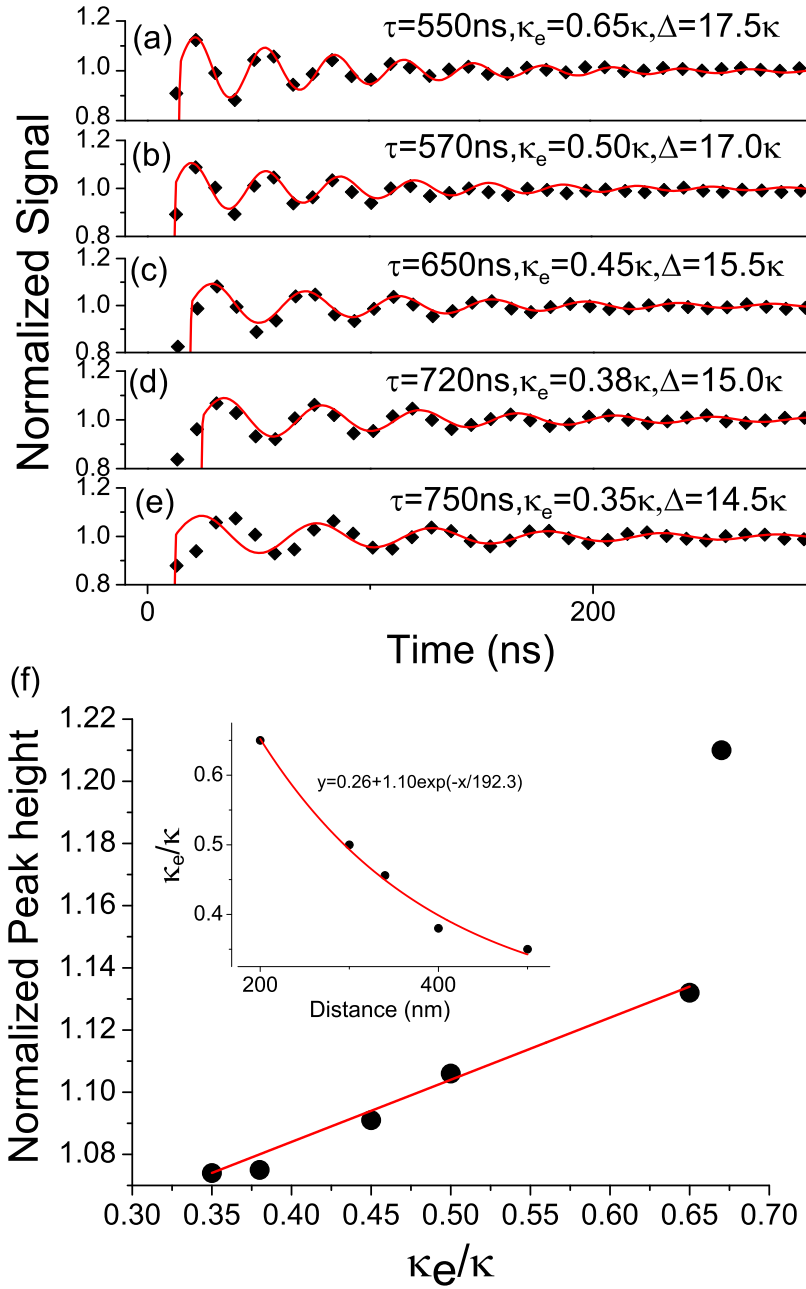 (a)
τ=550ns,κe=0.65κ,Δ=17.5κ
1.2
1.0
0.8
(b)
τ=570ns,κe=0.50κ,Δ=17.0κ
1.2
1.0
0.8
(c)
τ=650ns,κe=0.45κ,Δ=15.5κ
1.2
1.0
0.8
(d)
τ=720ns,κe=0.38κ,Δ=15.0κ
1.2
1.0
0.8
(e)
τ=750ns,κe=0.35κ,Δ=14.5κ
1.2
1.0
0.8
Normalized Signal
0 200
Time (ns)
(f)
1.22
1.20
1.18
1.16
1.14
1.12
1.10
1.08
Normalized Peak height
y=0.26+1.10exp(-x/192.3)
0.6
0.5
0.4
κe/κ
200 400
Distance (nm)
0.30 0.35 0.40 0.45 0.50 0.55 0.60 0.65 0.70
κe/κ